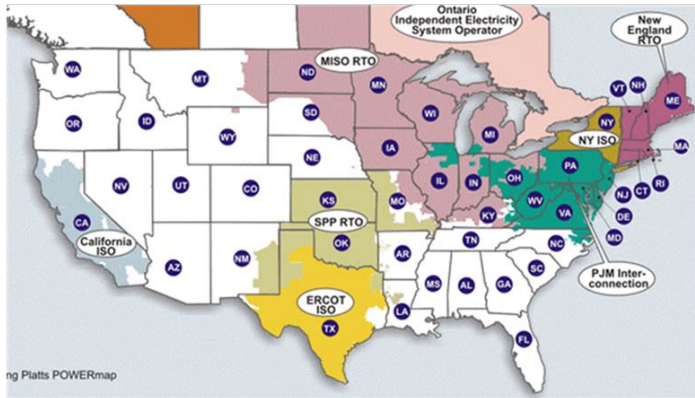 Ontario
Independent Electricity
System Operator
New
England
RTO
MISO RTO
WA
MT
ND
MN
VT
NH
ME
OR
ID
SD
WI
MI
NY
NY ISO
WY
IA
MA
NE
PA
NV
UT
CO
IL
IN
OH
WV
NJ
CT
RI
KS
MO
KY
VA
DE
CA
SPP RTO
MD
California
ISO
OK
TN
NC
AZ
NM
AR
SC
PJM Inter-
connection
ERCOT
ISO
MS
AL
GA
TX
LA
FL
ng Platts POWERmap